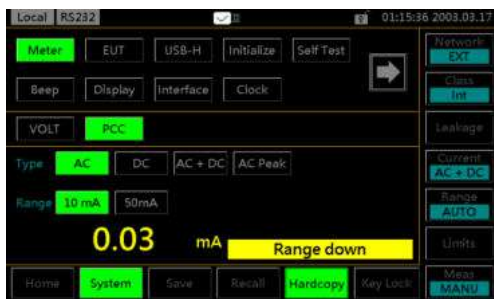 Local RS232 01:15:36 2003.03.17
Meter EUT USB-H Initialize Self Test
Beep Display Interface Clock
VOLT PCC
Type AC DC AC + DC AC Peak
Range 10 mA 50mA
0.03 mA Range down
Home System Save Recall Hardcopy Key Lock
Network
EXT
Class
Int
Leakage
Current
AC + DC
Range
AUTO
Limits
Meas
MANU